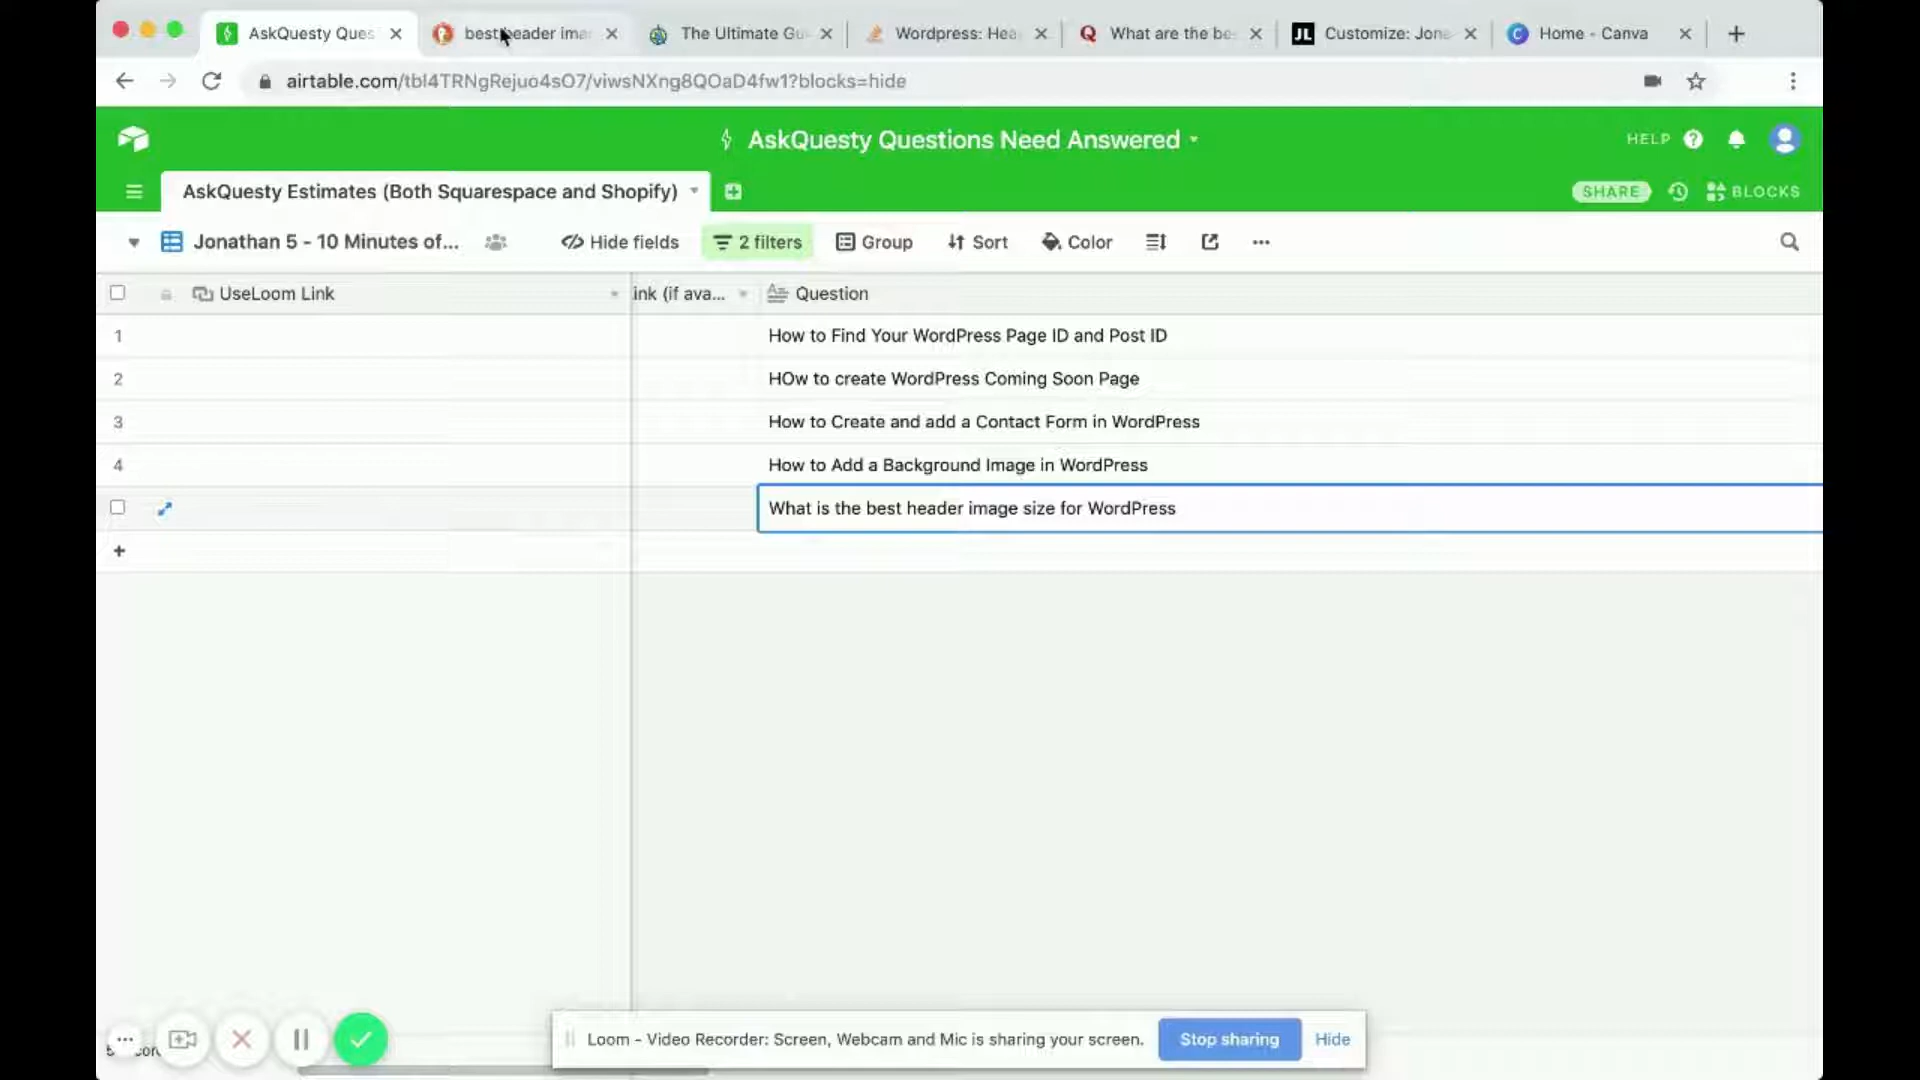 AskQuesty Ques
best header ima
The Ultimate Gu
Wordpress: Hea
What are the be
JL
Customize: Jona
Home - Canva
airtable.com/tbl4TRNgRejuo4sO7/viwsNXng8QOaD4fw1?blocks=hide
AskQuesty Questions Need Answered
HELP
AskQuesty Estimates (Both Squarespace and Shopify)
SHARE
BLOCKS
Jonathan 5 - 10 Minutes of...
Hide fields
2 filters
Group
Sort
Color
UseLoom Link
ink (if ava...
Question
1
How to Find Your WordPress Page ID and Post ID
2
HOw to create WordPress Coming Soon Page
3
How to Create and add a Contact Form in WordPress
4
How to Add a Background Image in WordPress
What is the best header image size for WordPress
Loom - Video Recorder: Screen, Webcam and Mic is sharing your screen.
Stop sharing
Hide